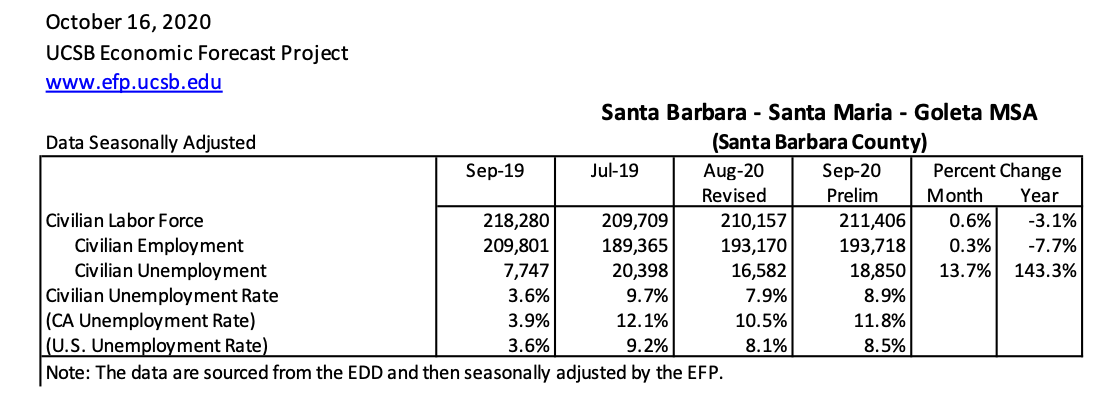 October 16, 2020
UCSB Economic Forecast Project
www.efp.ucsb.edu
Santa Barbara - Santa Maria - Goleta MSA
Data Seasonally Adjusted (Santa Barbara County)
Sep-19 Jul-19 Aug-20 Sep-20 Percent Change
Revised Prelim Month Year
Civilian Labor Force 218,280 209,709 210,157 211,406 0.6% -3.1%
Civilian Employment 209,801 189,365 193,170 193,718 0.3% -7.7%
Civilian Unemployment 7,747 20,398 16,582 18,850 13.7% 143.3%
Civilian Unemployment Rate 3.6% 9.7% 7.9% 8.9%
(CA Unemployment Rate) 3.9% 12.1% 10.5% 11.8%
(U.S. Unemployment Rate) 3.6% 9.2% 8.1% 8.5%
Note: The data are sourced from the EDD and then seasonally adjusted by the EFP.